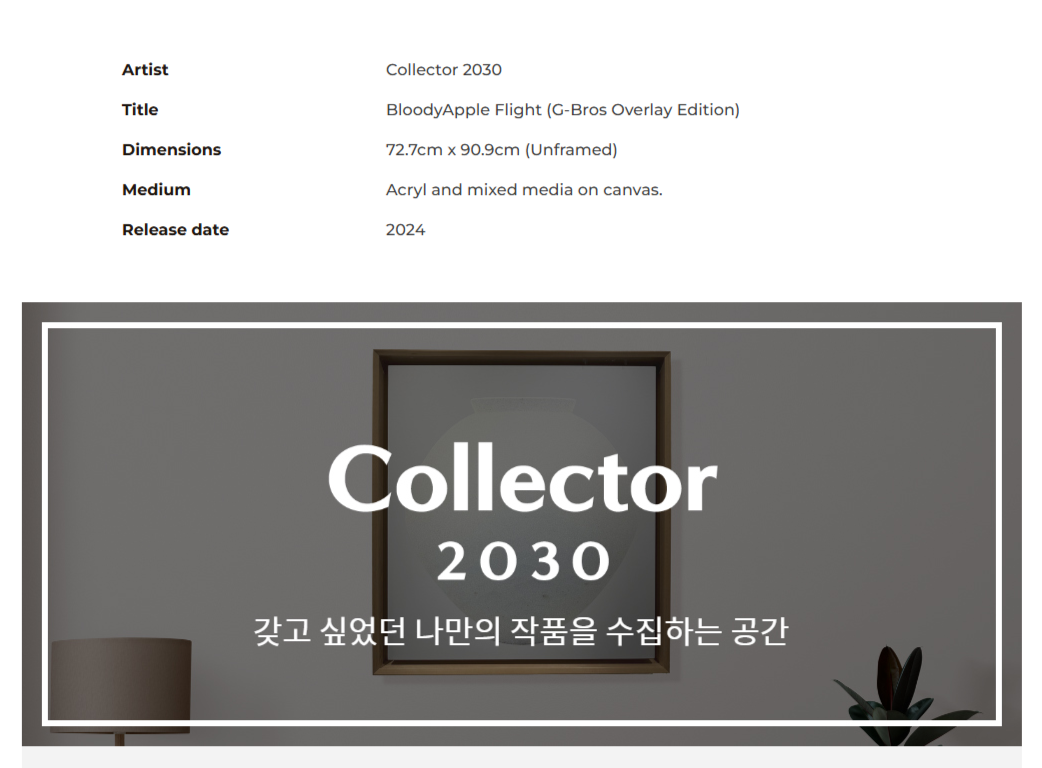 Artist Collector 2030
Title BloodyApple Flight (G-Bros Overlay Edition)
Dimensions 72.7cm x 90.9cm (Unframed)
Medium Acryl and mixed media on canvas.
Release date 2024
Collector
2030
갖고 싶었던 나만의 작품을 수집하는 공간